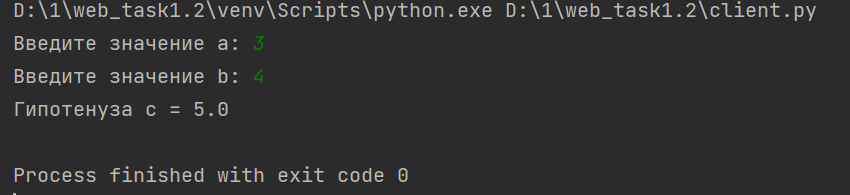 D:\1\web_task1.2\venv\Scripts\python.exe D:\1\web_task1.2\client.py
Введите значение a: 3
Введите значение b: 4
Гипотенуза c = 5.0
Process finished with exit code 0